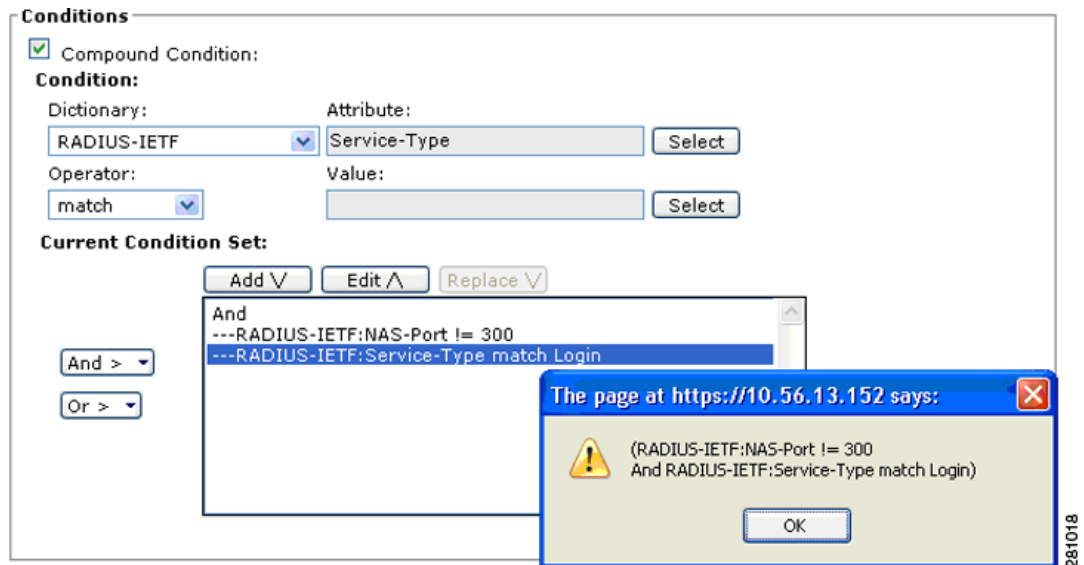 Conditions
Compound Condition:
Condition:
Dictionary: Attribute:
RADIUS-IETF Service-Type Select
Operator: Value:
match Select
Current Condition Set:
Add V Edit Λ Replace V
And
---RADIUS-IETF:NAS-Port != 300
---RADIUS-IETF:Service-Type match Login
And >
Or >
The page at https://10.56.13.152 says:
(RADIUS-IETF:NAS-Port != 300
And RADIUS-IETF:Service-Type match Login)
OK
281018